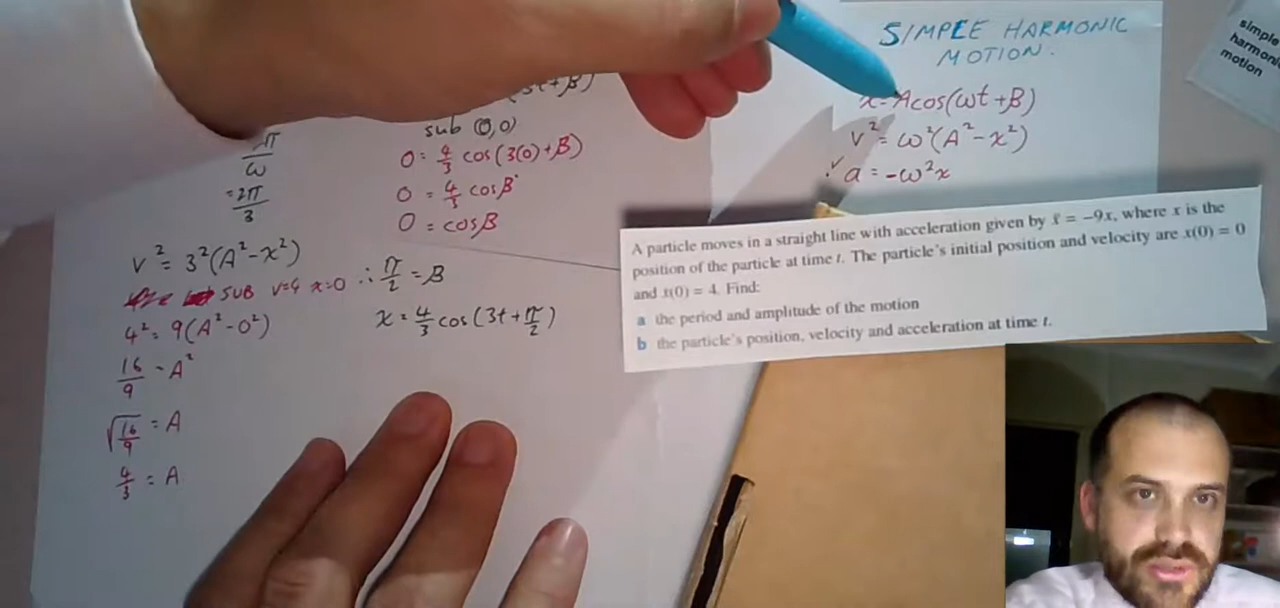 SIMPLE HARMONIC
MOTION.
simple
harmonic
motion
x = Acos(ωt+β)
v² = ω²(A²-x²)
✓ a = -ω²x
π
ω
= 2π
3
v² = 3²(A²-x²)
SUB v=4 x=0
4² = 9(A²-0²)
16/9 = A²
√16/9 = A
4/3 = A
sub (0,0)
0 = 4/3 cos(3(0)+β)
0 = 4/3 cosβ
0 = cosβ
∴ π/2 = β
x = 4/3 cos(3t+π/2)
A particle moves in a straight line with acceleration given by ẍ = −9x, where x is the
position of the particle at time t. The particle's initial position and velocity are x(0) = 0
and ẋ(0) = 4. Find:
a the period and amplitude of the motion
b the particle's position, velocity and acceleration at time t.